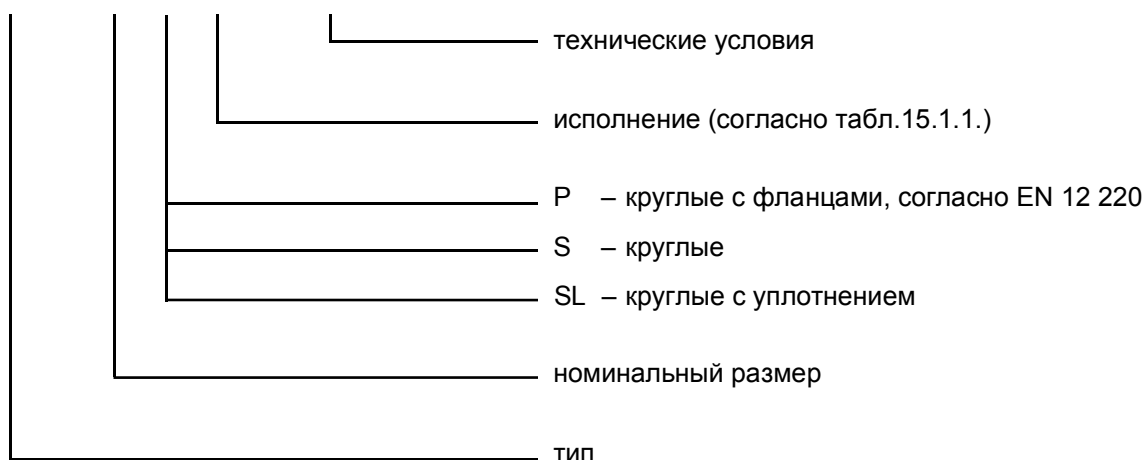 технические условия
исполнение (согласно табл.15.1.1.)
P – круглые с фланцами, согласно EN 12 220
S – круглые
SL – круглые с уплотнением
номинальный размер
тип